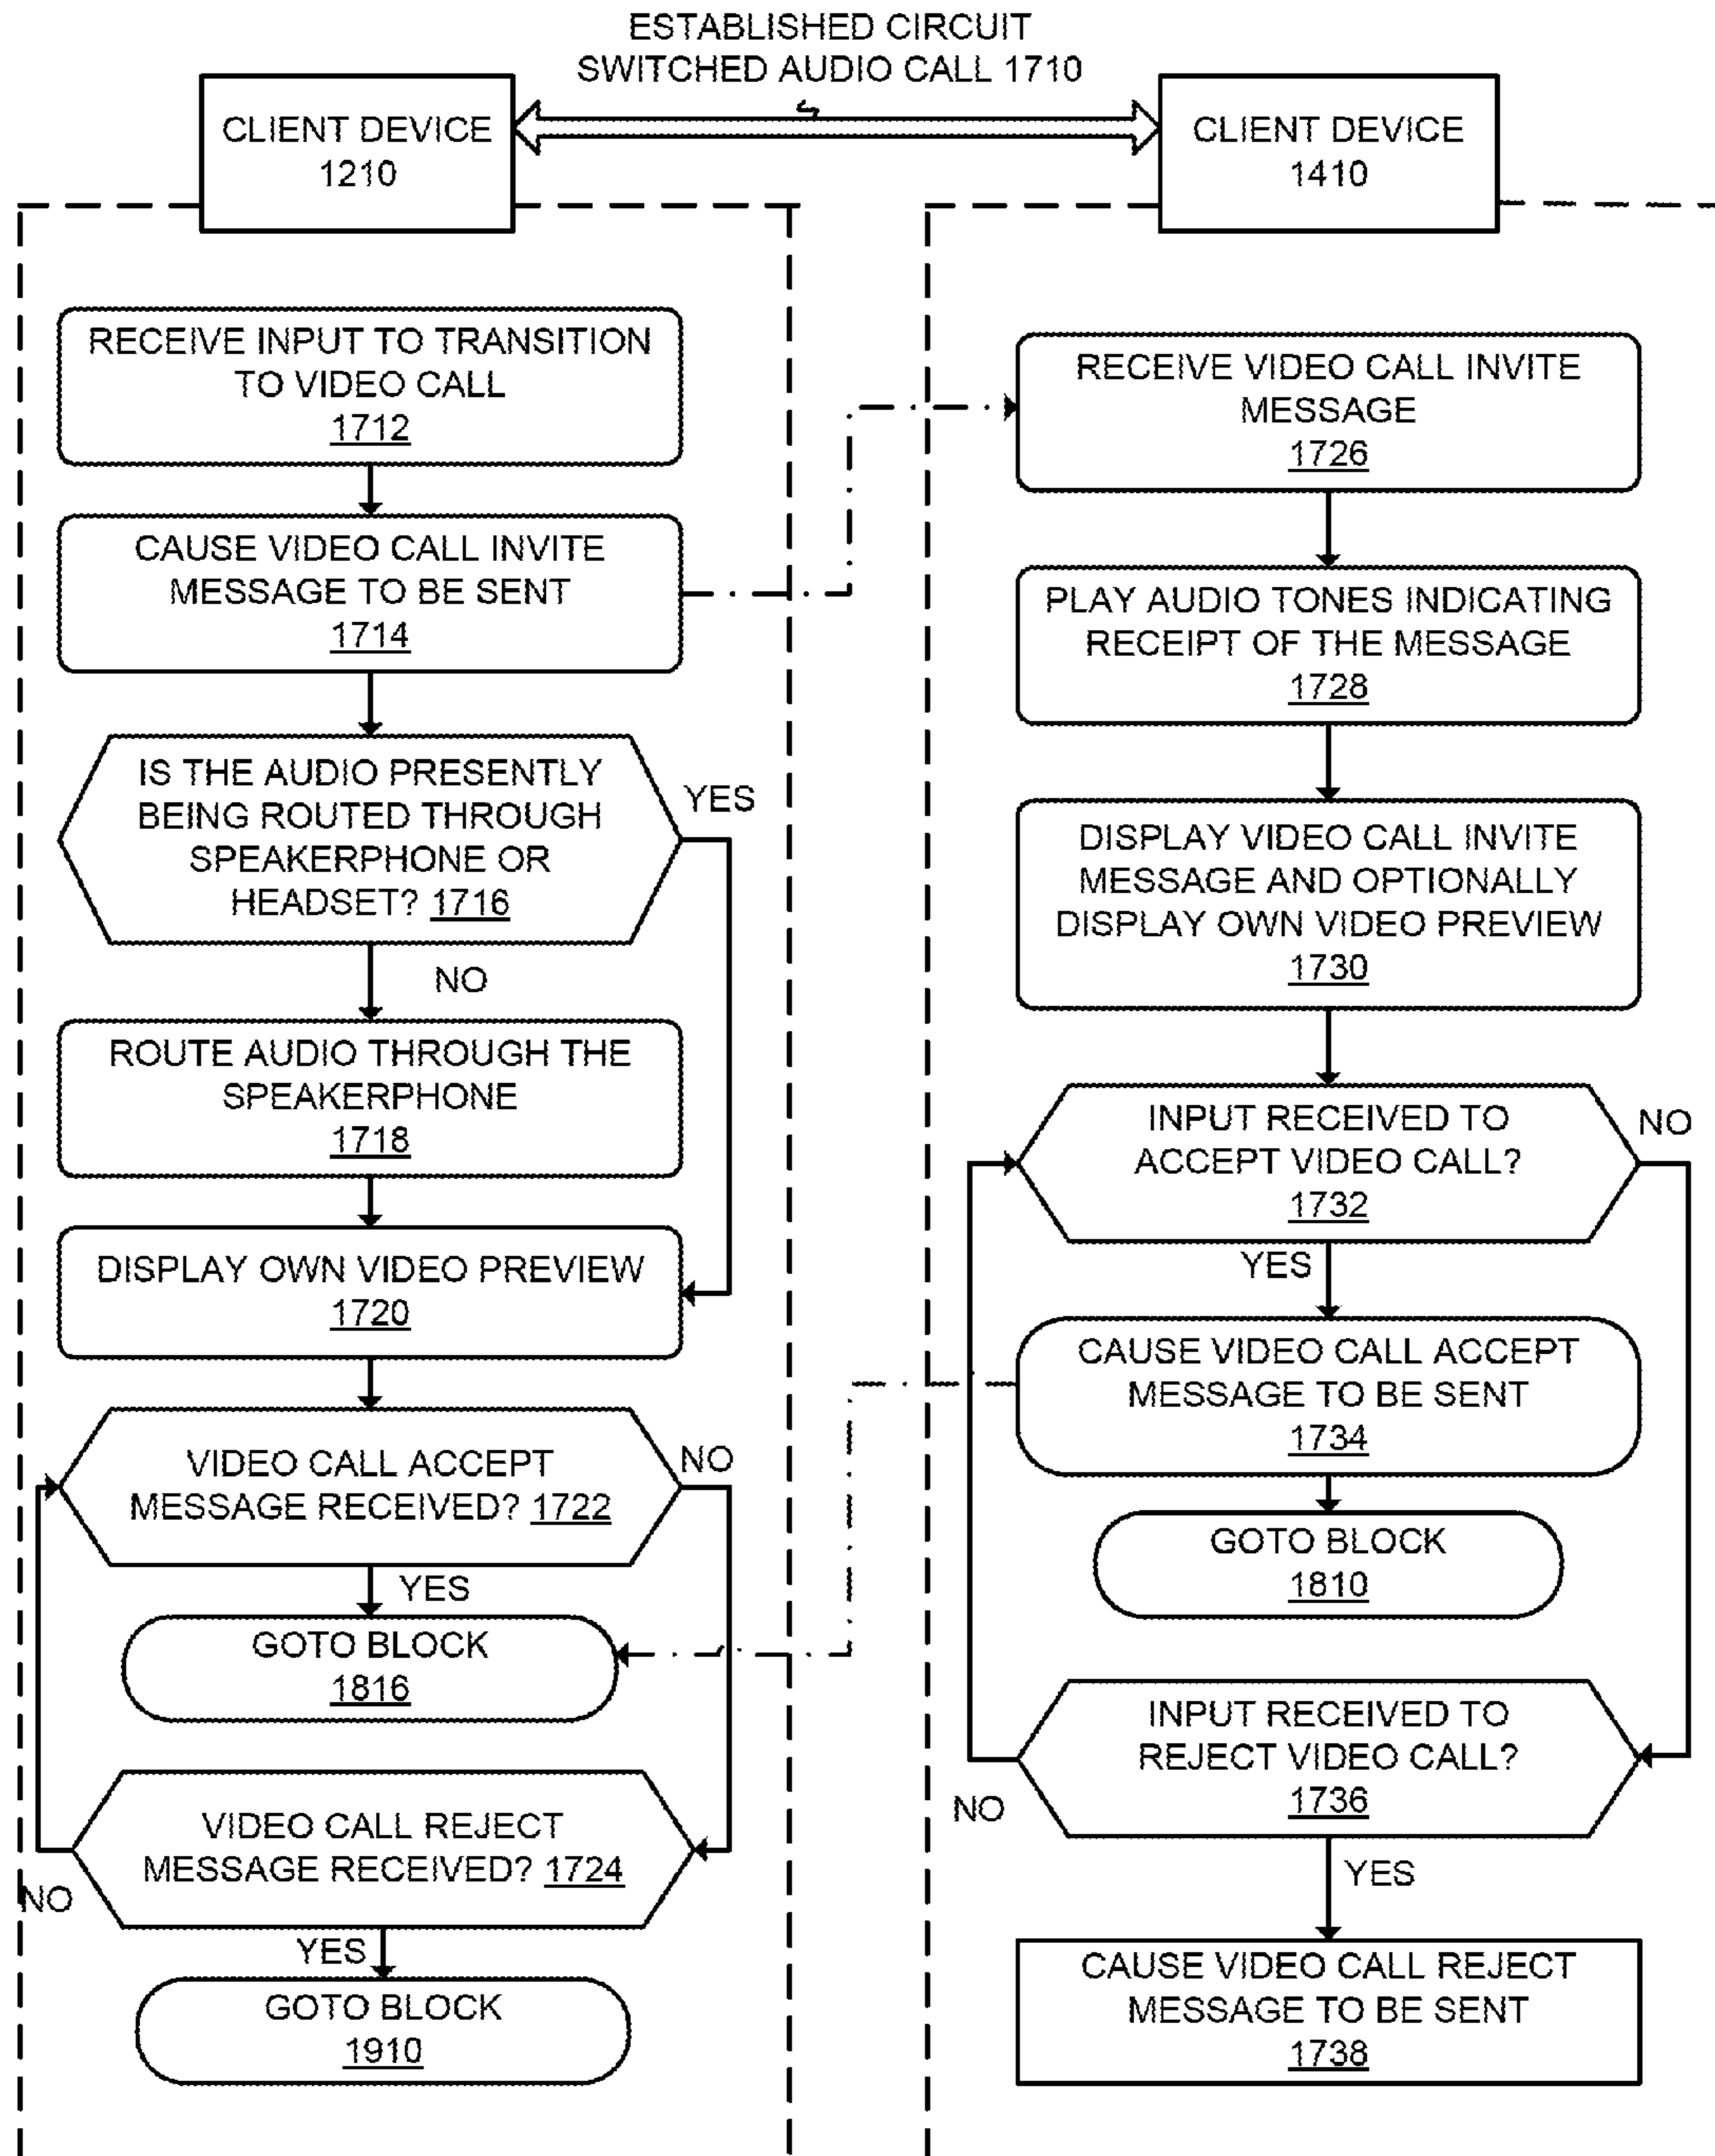 ESTABLISHED CIRCUIT
SWITCHED AUDIO CALL 1710
CLIENT DEVICE
1210
CLIENT DEVICE
1410
RECEIVE INPUT TO TRANSITION
TO VIDEO CALL
1712
CAUSE VIDEO CALL INVITE
MESSAGE TO BE SENT
1714
IS THE AUDIO PRESENTLY
BEING ROUTED THROUGH
SPEAKERPHONE OR
HEADSET? 1716
YES
NO
ROUTE AUDIO THROUGH THE
SPEAKERPHONE
1718
DISPLAY OWN VIDEO PREVIEW
1720
VIDEO CALL ACCEPT
MESSAGE RECEIVED? 1722
NO
YES
GOTO BLOCK
1816
VIDEO CALL REJECT
MESSAGE RECEIVED? 1724
NO
YES
GOTO BLOCK
1910
RECEIVE VIDEO CALL INVITE
MESSAGE
1726
PLAY AUDIO TONES INDICATING
RECEIPT OF THE MESSAGE
1728
DISPLAY VIDEO CALL INVITE
MESSAGE AND OPTIONALLY
DISPLAY OWN VIDEO PREVIEW
1730
INPUT RECEIVED TO
ACCEPT VIDEO CALL?
1732
NO
YES
CAUSE VIDEO CALL ACCEPT
MESSAGE TO BE SENT
1734
GOTO BLOCK
1810
INPUT RECEIVED TO
REJECT VIDEO CALL?
1736
NO
YES
CAUSE VIDEO CALL REJECT
MESSAGE TO BE SENT
1738